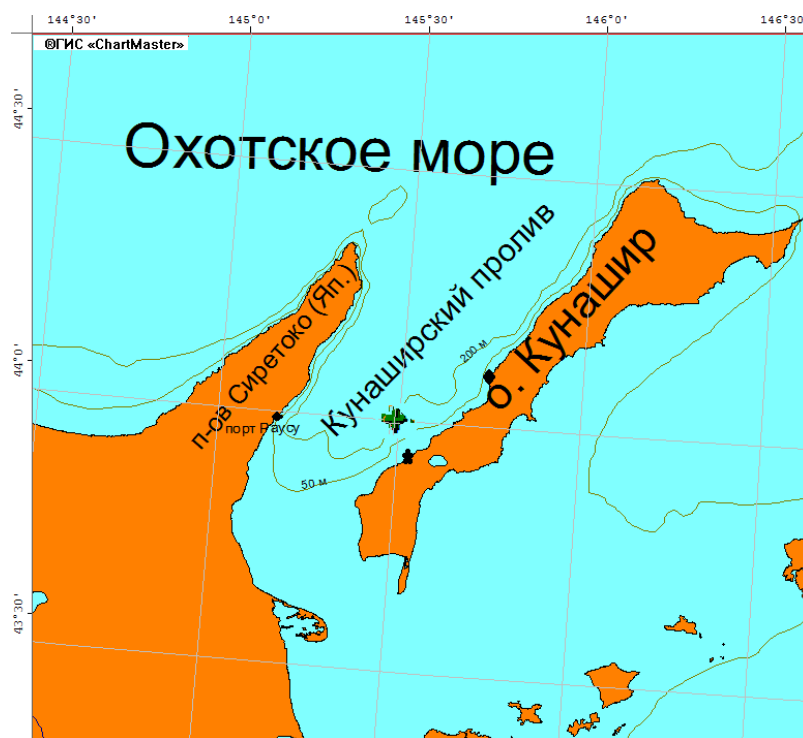 144°30' 145°0' 145°30' 146°0' 146°30'
®ГИС «ChartMaster»
44°30'
Охотское море
Кунаширский пролив
п-ов Сиретоко (Яп.)
о. Кунашир
200 м
44°0'
порт Раусу
50 м
43°30'